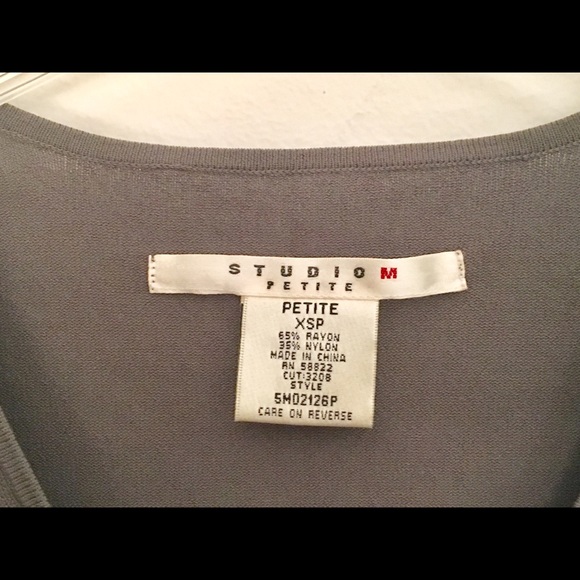 STUDIO M
PETITE
PETITE
XSP
65% RAYON
35% NYLON
MADE IN CHINA
RN 58822
CUT:3208
STYLE
5M02126P
CARE ON REVERSE